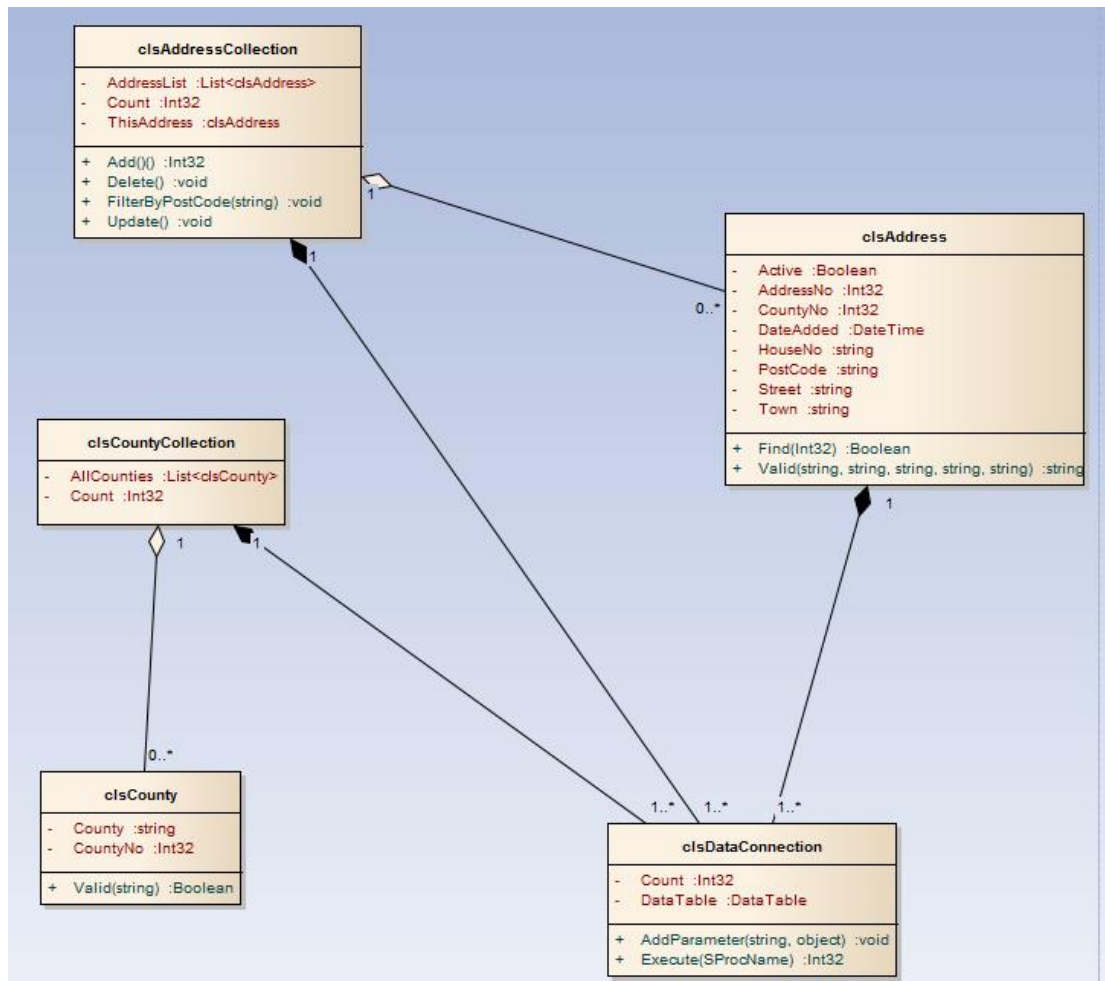 clsAddressCollection
- AddressList :List<clsAddress>
- Count :Int32
- ThisAddress :clsAddress
+ Add()() :Int32
+ Delete() :void
+ FilterByPostCode(string) :void
+ Update() :void
1
1
clsAddress
- Active :Boolean
- AddressNo :Int32
- CountyNo :Int32
- DateAdded :DateTime
- HouseNo :string
- PostCode :string
- Street :string
- Town :string
+ Find(Int32) :Boolean
+ Valid(string, string, string, string, string) :string
0..*
1
clsCountyCollection
- AllCounties :List<clsCounty>
- Count :Int32
1
1
0..*
clsCounty
- County :string
- CountyNo :Int32
+ Valid(string) :Boolean
1..*
1..*
1..*
clsDataConnection
- Count :Int32
- DataTable :DataTable
+ AddParameter(string, object) :void
+ Execute(SProcName) :Int32